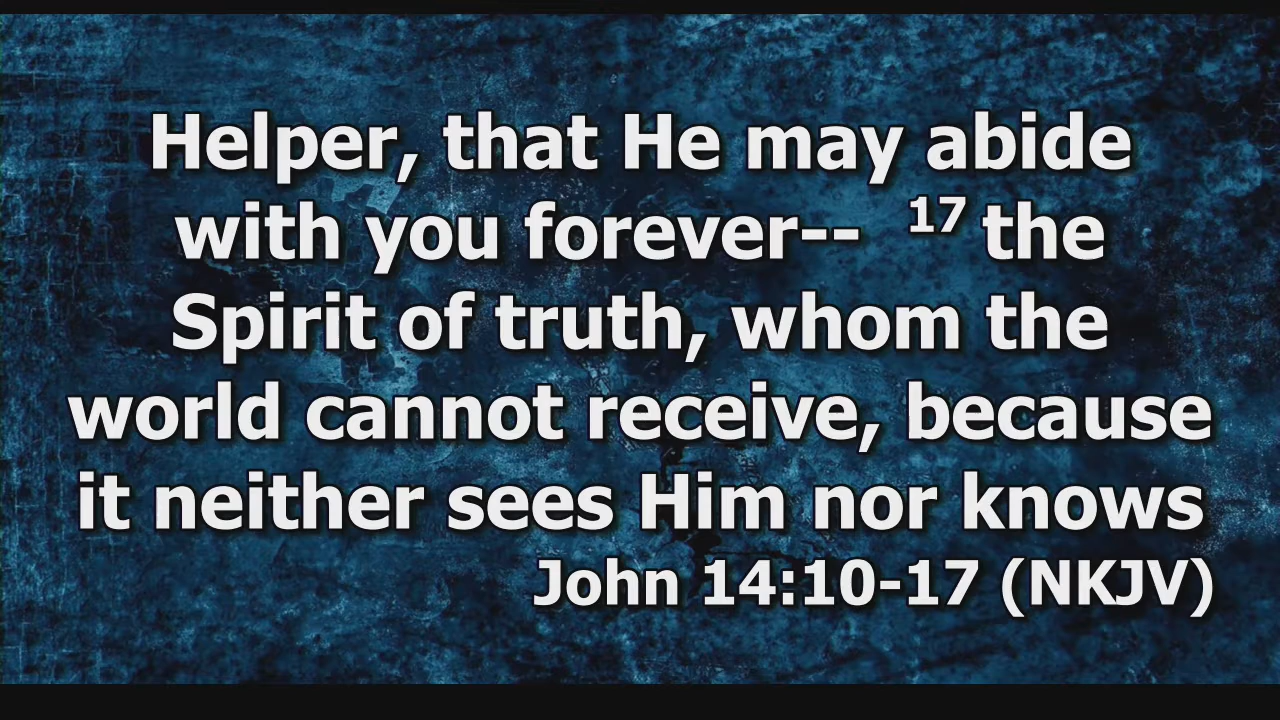 Helper, that He may abide
with you forever-- 17 the
Spirit of truth, whom the
world cannot receive, because
it neither sees Him nor knows
John 14:10-17 (NKJV)